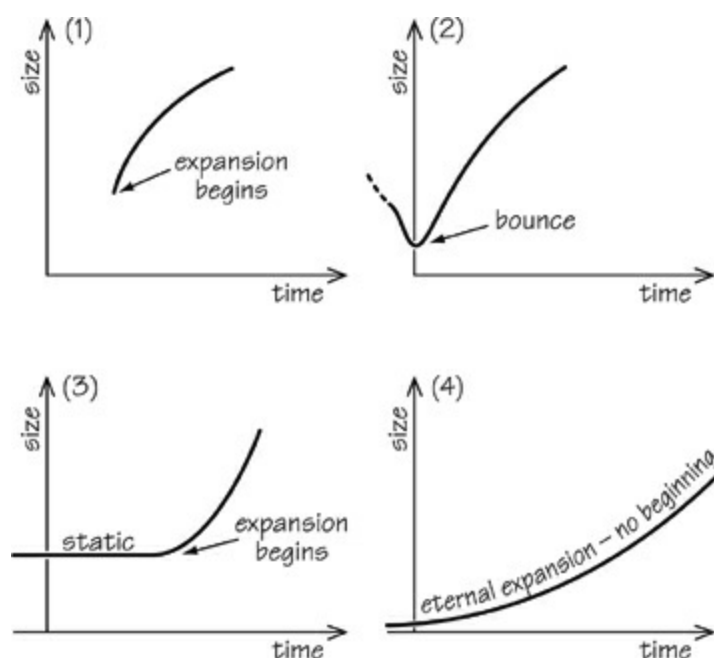 (1)
size
expansion
begins
time
(2)
size
bounce
time
(3)
size
static
expansion
begins
time
(4)
size
eternal expansion – no beginning
time